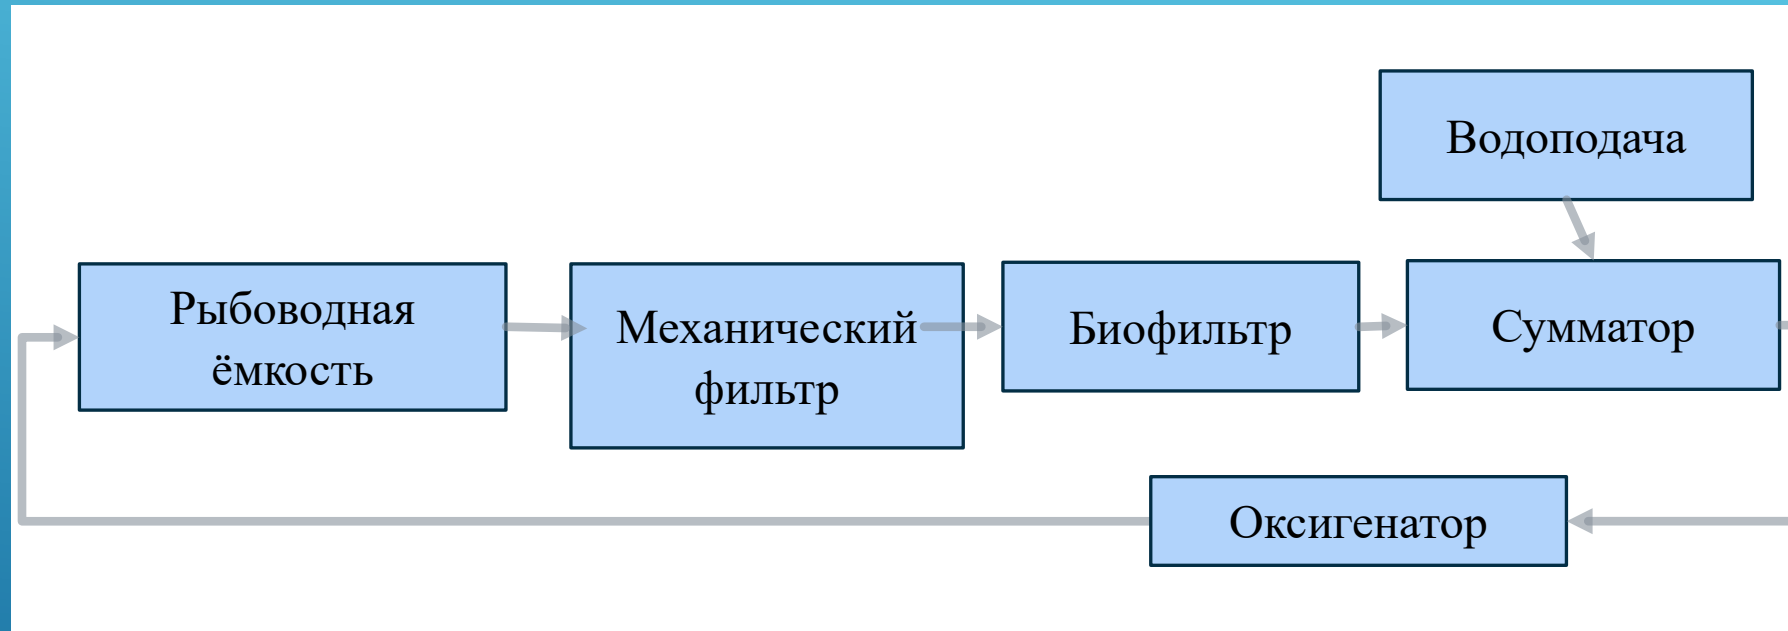 Водоподача
Рыбоводная
ёмкость
Механический
фильтр
Биофильтр
Сумматор
Оксигенатор